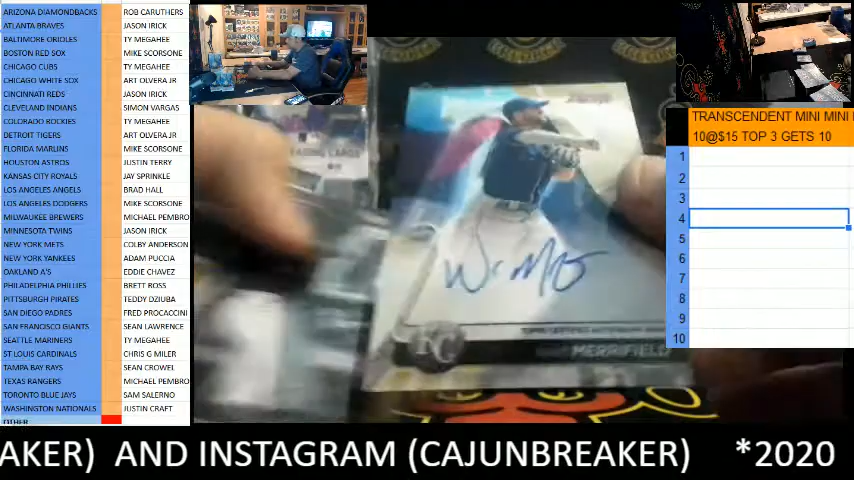 ARIZONA DIAMONDBACKS ROB CARUTHERS
ATLANTA BRAVES JASON IRICK
BALTIMORE ORIOLES TY MEGAHEE
BOSTON RED SOX MIKE SCORSONE
CHICAGO CUBS TY MEGAHEE
CHICAGO WHITE SOX ART OLVERA JR
CINCINNATI REDS JASON IRICK
CLEVELAND INDIANS SIMON VARGAS
COLORADO ROCKIES TY MEGAHEE
DETROIT TIGERS ART OLVERA JR
FLORIDA MARLINS MIKE SCORSONE
HOUSTON ASTROS JUSTIN TERRY
KANSAS CITY ROYALS JAY SPRINKLE
LOS ANGELES ANGELS BRAD HALL
LOS ANGELES DODGERS MIKE SCORSONE
MILWAUKEE BREWERS MICHAEL PEMBRO
MINNESOTA TWINS JASON IRICK
NEW YORK METS COLBY ANDERSON
NEW YORK YANKEES ADAM PUCCIA
OAKLAND A'S EDDIE CHAVEZ
PHILADELPHIA PHILLIES BRETT ROSS
PITTSBURGH PIRATES TEDDY DZIUBA
SAN DIEGO PADRES FRED PROCACCINI
SAN FRANCISCO GIANTS SEAN LAWRENCE
SEATTLE MARINERS TY MEGAHEE
ST LOUIS CARDINALS CHRIS G MILER
TAMPA BAY RAYS SEAN CROWEL
TEXAS RANGERS MICHAEL PEMBRO
TORONTO BLUE JAYS SAM SALERNO
WASHINGTON NATIONALS JUSTIN CRAFT
OTHER
KC
MERRIFIELD
TRANSCENDENT MINI MINI
10@$15 TOP 3 GETS 10
1
2
3
4
5
6
7
8
9
10
AKER) AND INSTAGRAM (CAJUNBREAKER) *2020